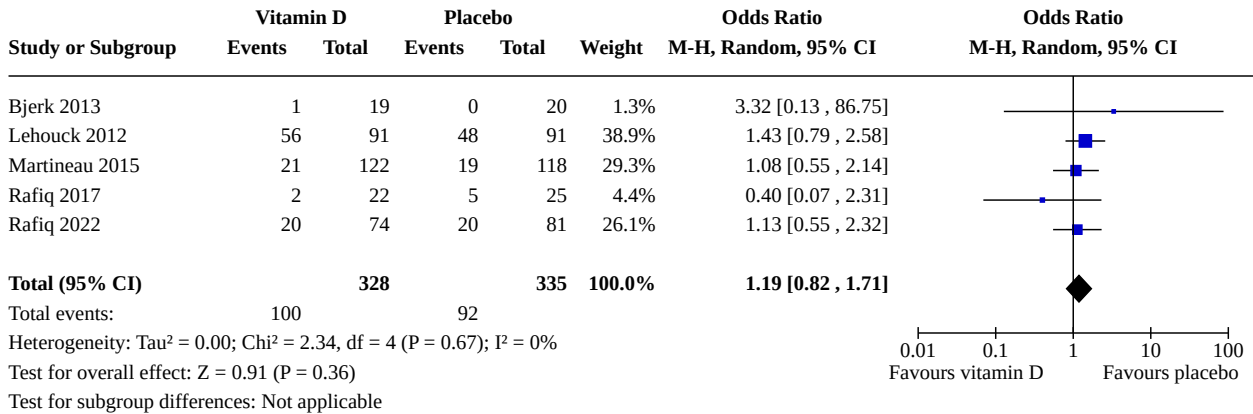 Vitamin D Placebo Odds Ratio Odds Ratio
Study or Subgroup Events Total Events Total Weight M-H, Random, 95% CI M-H, Random, 95% CI
Bjerk 2013 1 19 0 20 1.3% 3.32 [0.13 , 86.75]
Lehouck 2012 56 91 48 91 38.9% 1.43 [0.79 , 2.58]
Martineau 2015 21 122 19 118 29.3% 1.08 [0.55 , 2.14]
Rafiq 2017 2 22 5 25 4.4% 0.40 [0.07 , 2.31]
Rafiq 2022 20 74 20 81 26.1% 1.13 [0.55 , 2.32]
Total (95% CI) 328 335 100.0% 1.19 [0.82 , 1.71]
Total events: 100 92
Heterogeneity: Tau² = 0.00; Chi² = 2.34, df = 4 (P = 0.67); I² = 0%
0.01 0.1 1 10 100
Test for overall effect: Z = 0.91 (P = 0.36) Favours vitamin D Favours placebo
Test for subgroup differences: Not applicable